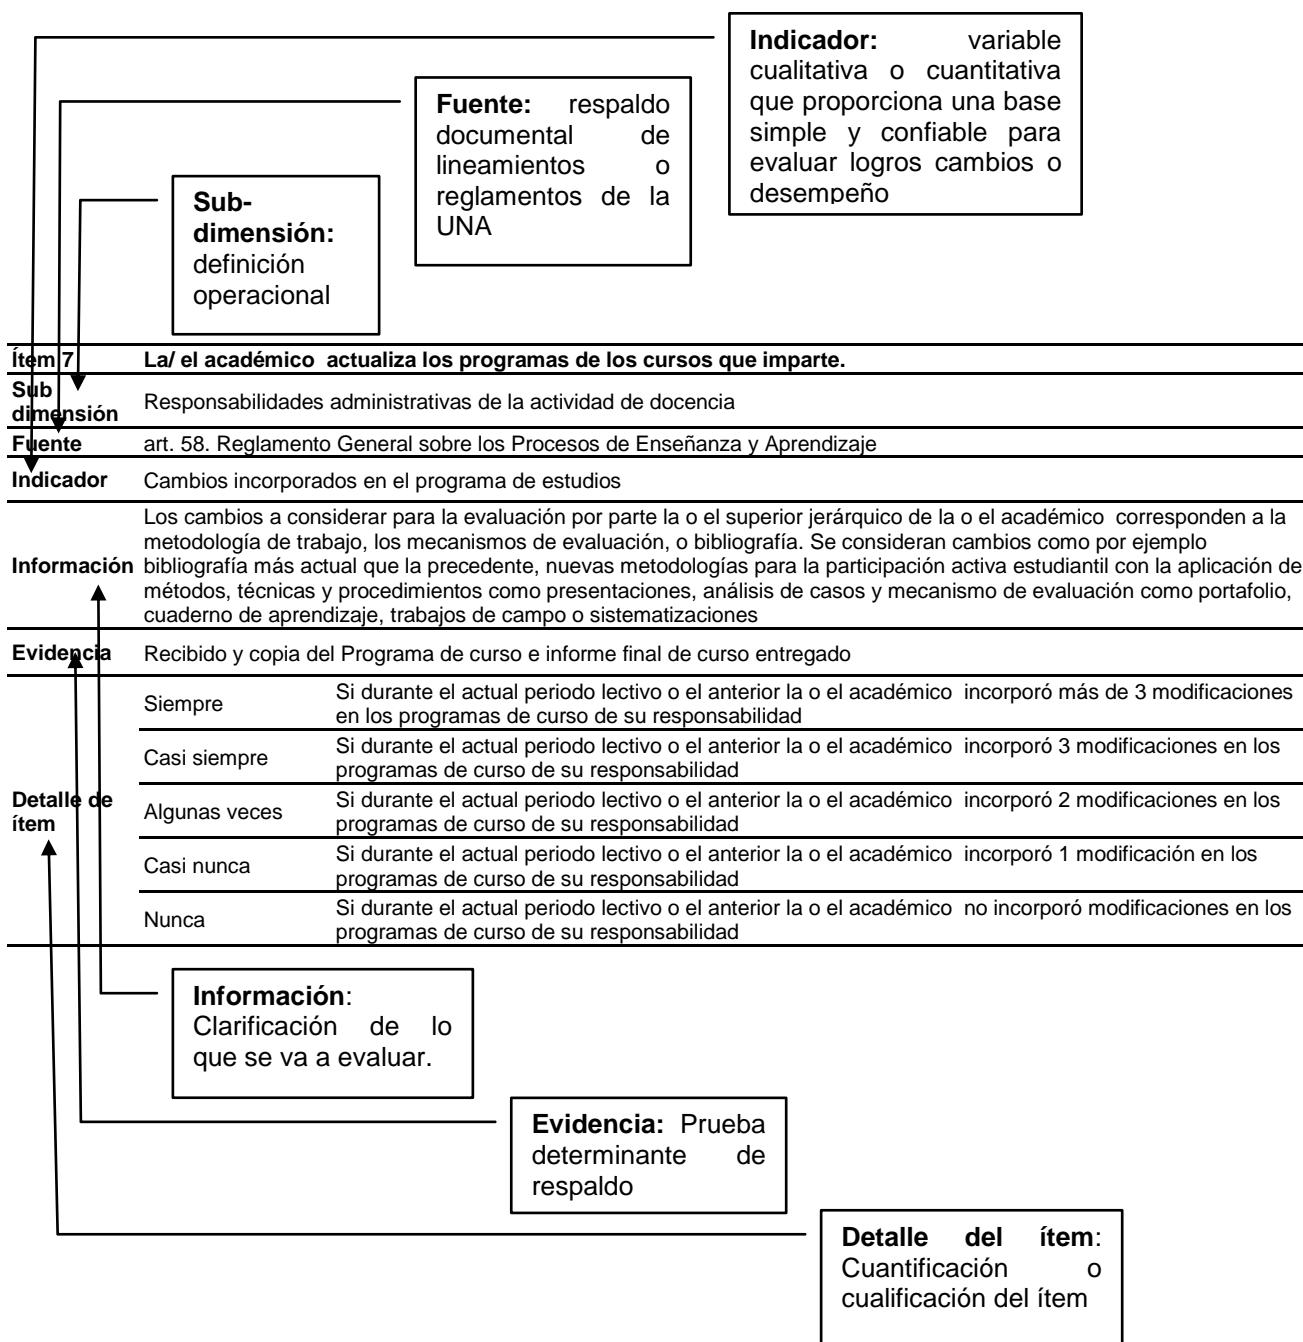 Indicador: variable
cualitativa o cuantitativa
que proporciona una base
simple y confiable para
evaluar logros cambios o
desempeño
Fuente: respaldo
documental de
lineamientos o
reglamentos de la
UNA
Sub-
dimensión:
definición
operacional
Ítem 7 La/ el académico actualiza los programas de los cursos que imparte.
Sub
dimensión
Responsabilidades administrativas de la actividad de docencia
Fuente art. 58. Reglamento General sobre los Procesos de Enseñanza y Aprendizaje
Indicador Cambios incorporados en el programa de estudios
Información
Los cambios a considerar para la evaluación por parte la o el superior jerárquico de la o el académico corresponden a la
metodología de trabajo, los mecanismos de evaluación, o bibliografía. Se consideran cambios como por ejemplo
bibliografía más actual que la precedente, nuevas metodologías para la participación activa estudiantil con la aplicación de
métodos, técnicas y procedimientos como presentaciones, análisis de casos y mecanismo de evaluación como portafolio,
cuaderno de aprendizaje, trabajos de campo o sistematizaciones
Evidencia Recibido y copia del Programa de curso e informe final de curso entregado
Detalle de
ítem
Siempre
Si durante el actual periodo lectivo o el anterior la o el académico incorporó más de 3 modificaciones
en los programas de curso de su responsabilidad
Casi siempre
Si durante el actual periodo lectivo o el anterior la o el académico incorporó 3 modificaciones en los
programas de curso de su responsabilidad
Algunas veces
Si durante el actual periodo lectivo o el anterior la o el académico incorporó 2 modificaciones en los
programas de curso de su responsabilidad
Casi nunca
Si durante el actual periodo lectivo o el anterior la o el académico incorporó 1 modificación en los
programas de curso de su responsabilidad
Nunca
Si durante el actual periodo lectivo o el anterior la o el académico no incorporó modificaciones en los
programas de curso de su responsabilidad
Información:
Clarificación de lo
que se va a evaluar.
Evidencia: Prueba
determinante de
respaldo
Detalle del ítem:
Cuantificación o
cualificación del ítem